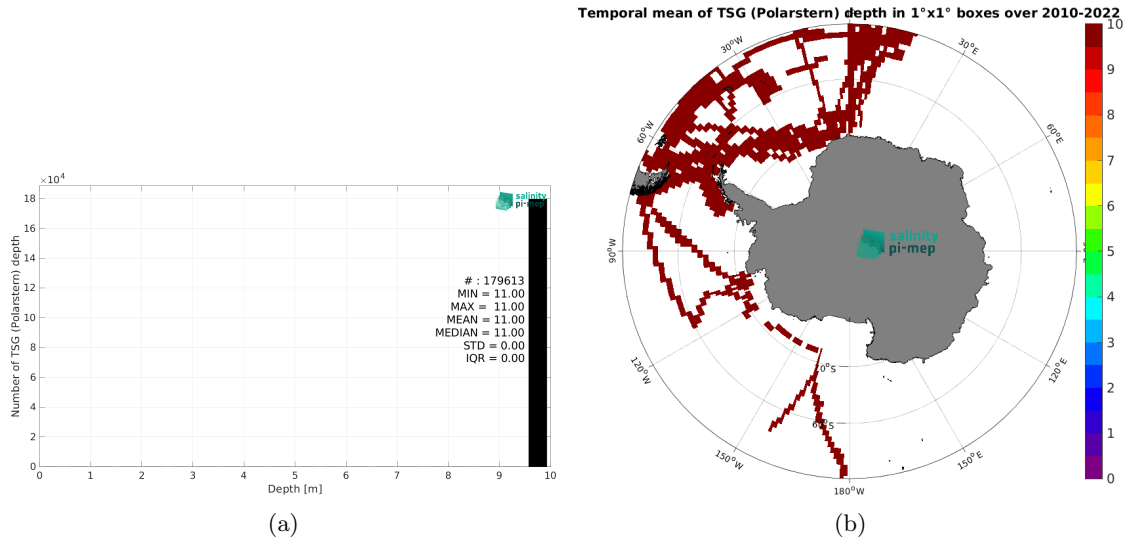 Temporal mean of TSG (Polarstern) depth in 1°x1° boxes over 2010-2022
×10⁴
18
16
14
12
10
8
6
4
2
0
Number of TSG (Polarstern) depth
salinity
pi-mep
# : 179613
MIN = 11.00
MAX = 11.00
MEAN = 11.00
MEDIAN = 11.00
STD = 0.00
IQR = 0.00
0 1 2 3 4 5 6 7 8 9 10
Depth [m]
(a)
30°W
30°E
60°W
60°E
90°W
salinity
pi-mep
120°W
120°E
70°S
60°S
150°W
150°E
180°W
10
9
8
7
6
5
4
3
2
1
0
(b)